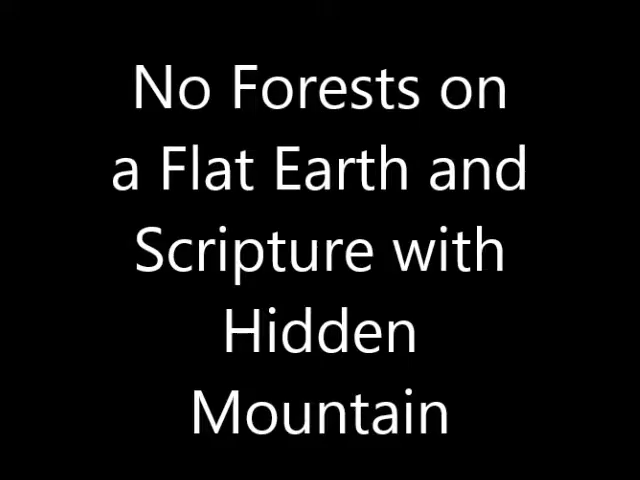 No Forests on
a Flat Earth and
Scripture with
Hidden
Mountain